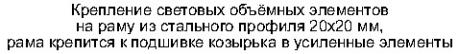 Крепление световых объёмных элементов
на раму из стального профиля 20х20 мм,
рама крепится к подшивке козырька в усиленные элементы